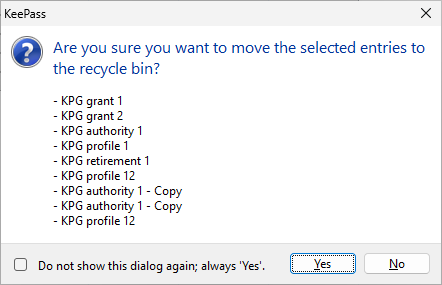 KeePass
Are you sure you want to move the selected entries to
the recycle bin?
- KPG grant 1
- KPG grant 2
- KPG authority 1
- KPG profile 1
- KPG retirement 1
- KPG profile 12
- KPG authority 1 - Copy
- KPG authority 1 - Copy
- KPG profile 12
Do not show this dialog again; always 'Yes'.
Yes
No